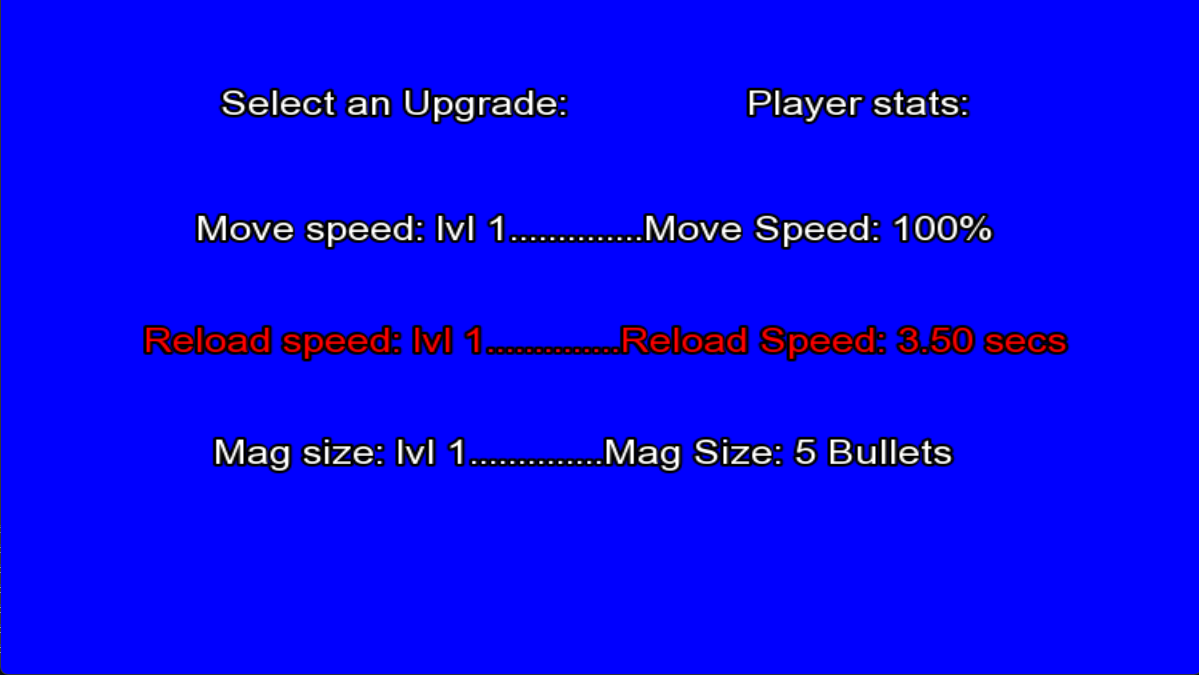 Select an Upgrade: Player stats:
Move speed: lvl 1..............Move Speed: 100%
Reload speed: lvl 1..............Reload Speed: 3.50 secs
Mag size: lvl 1..............Mag Size: 5 Bullets